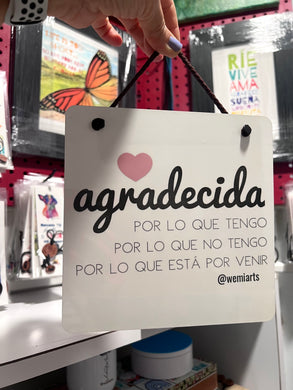 RÍE
VIVE
AMA
SUEÑA
agradecida
POR LO QUE TENGO
POR LO QUE NO TENGO
POR LO QUE ESTÁ POR VENIR
@wemiarts